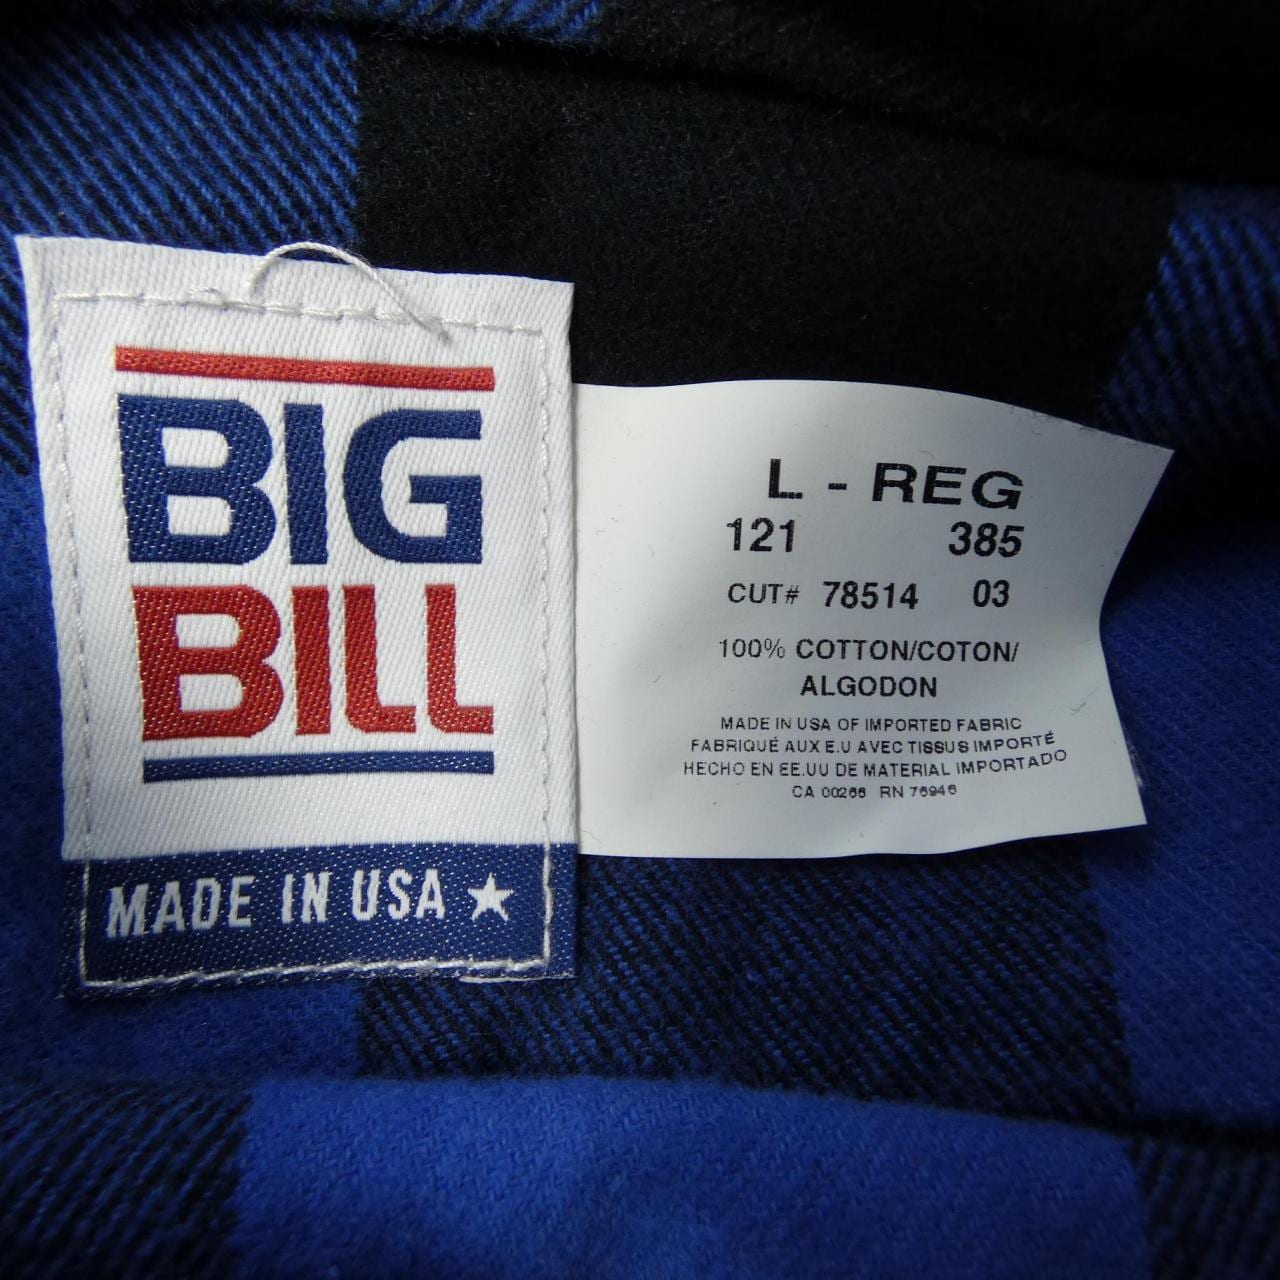 BIG
BILL
MADE IN USA
L - REG
121 385
CUT# 78514 03
100% COTTON/COTON/
ALGODON
MADE IN USA OF IMPORTED FABRIC
FABRIQUÉ AUX E.U AVEC TISSUS IMPORTÉ
HECHO EN EE.UU DE MATERIAL IMPORTADO
CA 00266 RN 76946